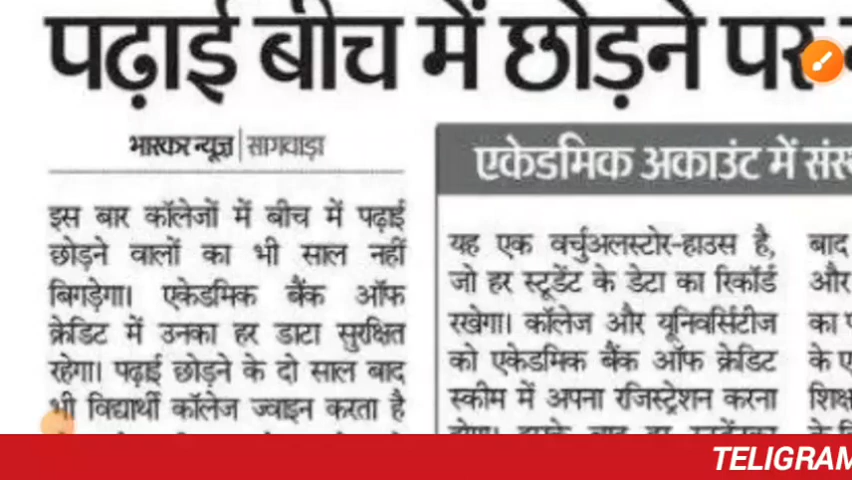 पढ़ाई बीच में छोड़ने पर
भास्कर न्यूज़ | सागवाड़ा
इस बार कॉलेजों में बीच में पढ़ाई
छोड़ने वालों का भी साल नहीं
बिगड़ेगा। एकेडमिक बैंक ऑफ
क्रेडिट में उनका हर डाटा सुरक्षित
रहेगा। पढ़ाई छोड़ने के दो साल बाद
भी विद्यार्थी कॉलेज ज्वाइन करता है
एकेडमिक अकाउंट में
यह एक वर्चुअलस्टोर-हाउस है,
जो हर स्टूडेंट के डेटा का रिकॉर्ड
रखेगा। कॉलेज और यूनिवर्सिटीज
को एकेडमिक बैंक ऑफ क्रेडिट
स्कीम में अपना रजिस्ट्रेशन करना
बाद
और
का
के
TELIGRAM